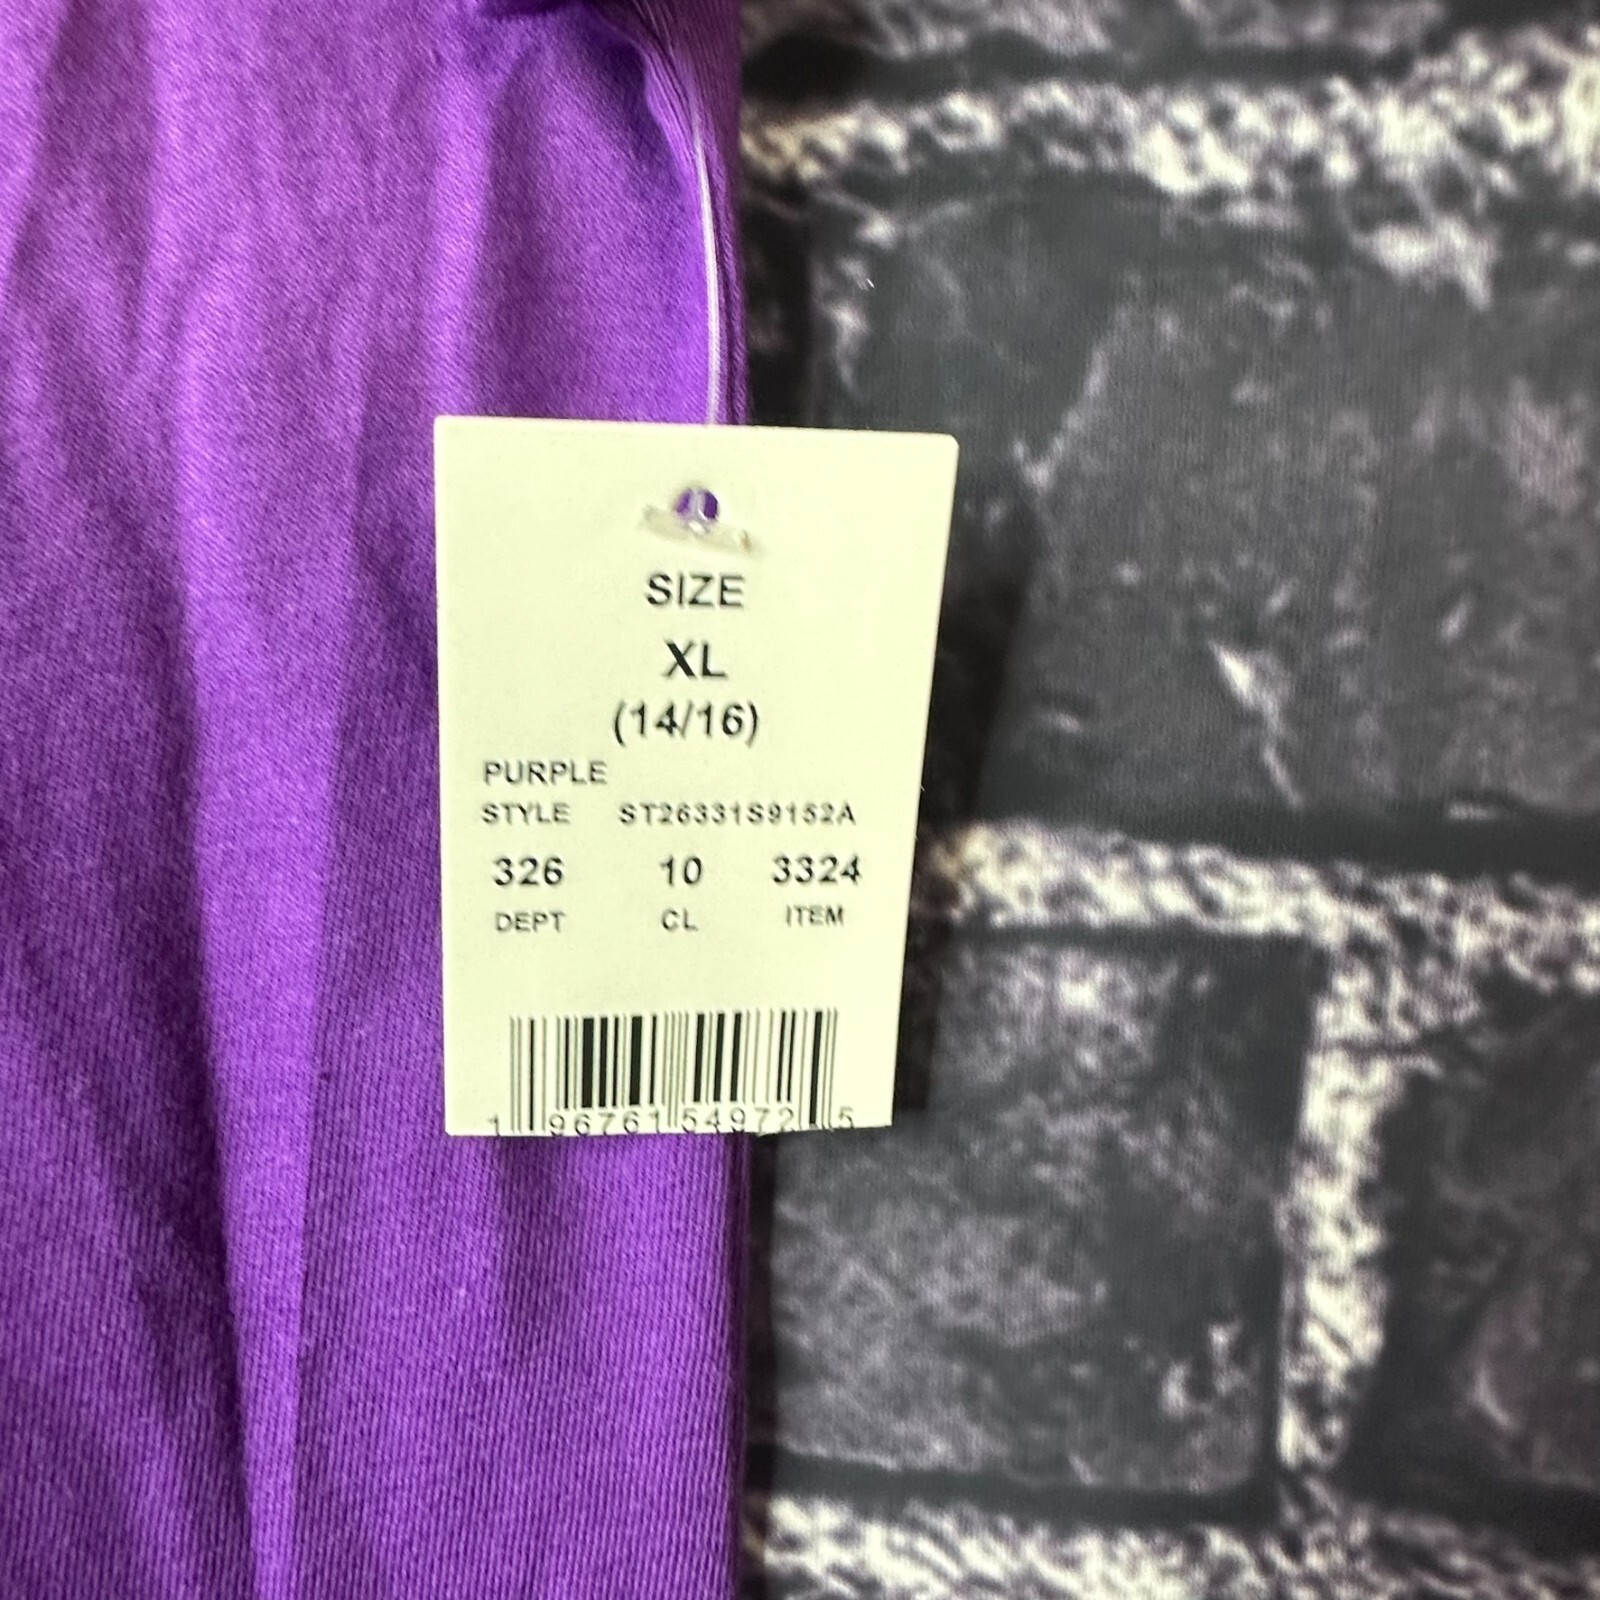 SIZE
XL
(14/16)
PURPLE
STYLE ST26331S9152A
326 10 3324
DEPT CL ITEM
1 96761 54972 5